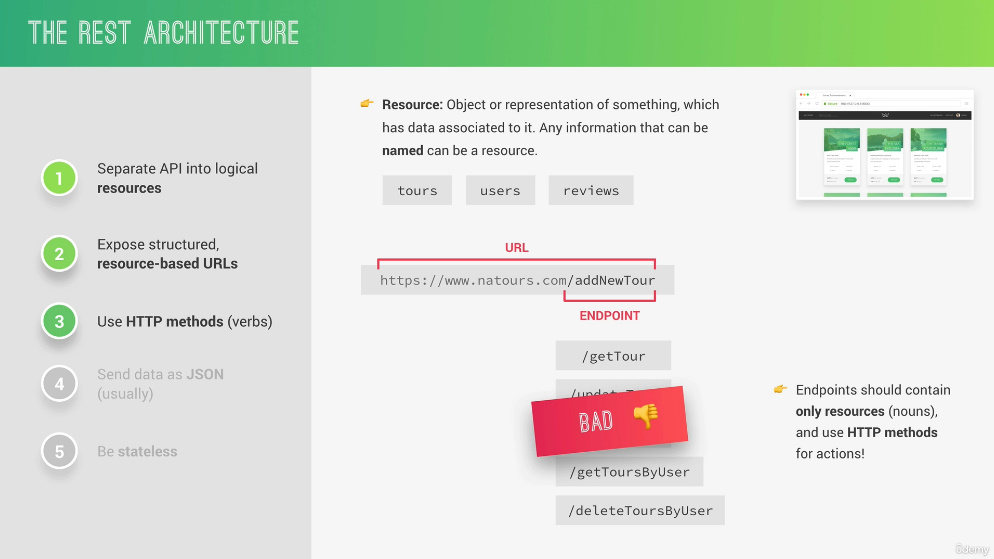 THE REST ARCHITECTURE
1
Separate API into logical
resources
2
Expose structured,
resource-based URLs
3
Use HTTP methods (verbs)
4
Send data as JSON
(usually)
5
Be stateless
Resource: Object or representation of something, which
has data associated to it. Any information that can be
named can be a resource.
tours users reviews
URL
https://www.natours.com/addNewTour
ENDPOINT
/getTour
BAD
/getToursByUser
/deleteToursByUser
Endpoints should contain
only resources (nouns),
and use HTTP methods
for actions!
ûdemy